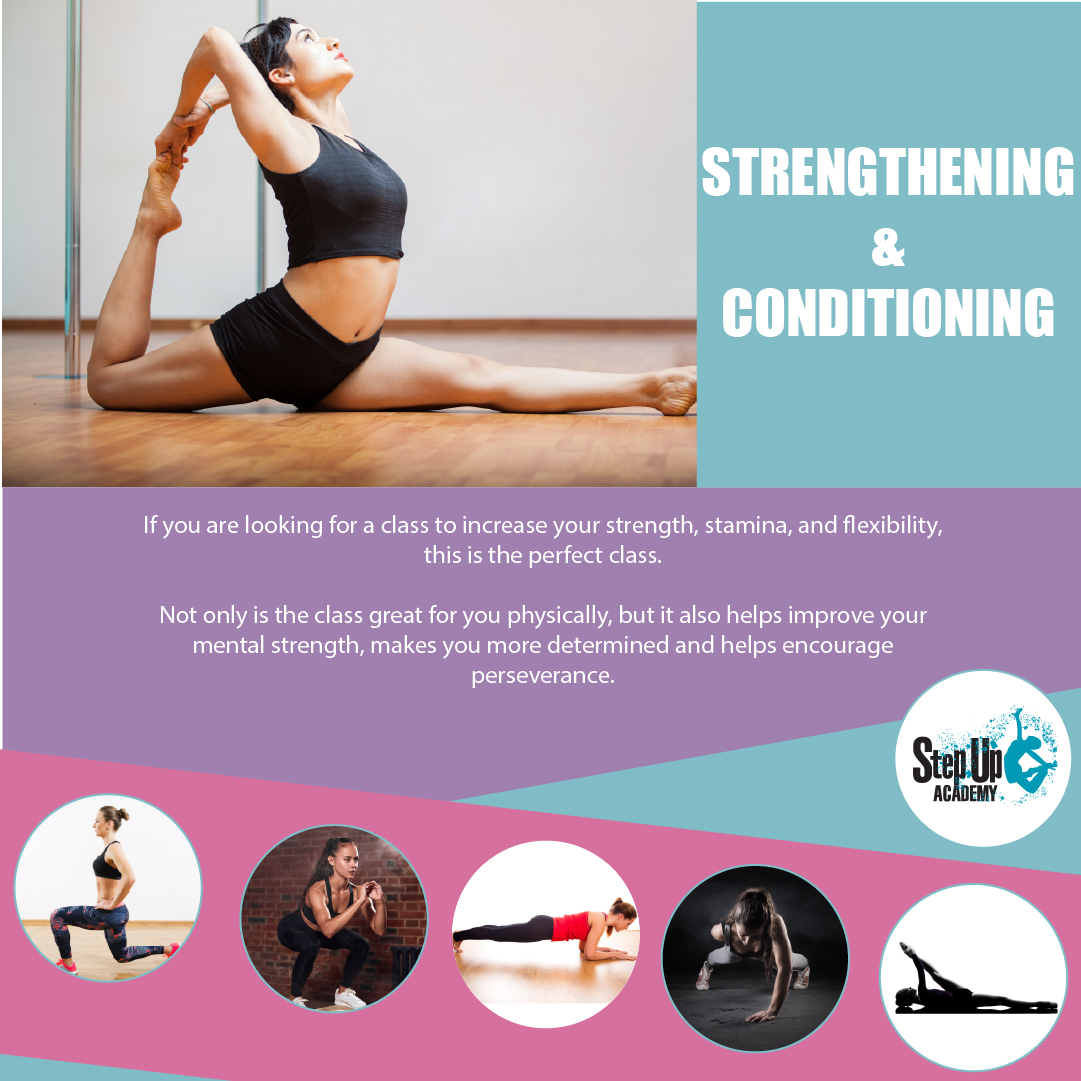 STRENGTHENING
&
CONDITIONING
If you are looking for a class to increase your strength, stamina, and flexibility,
this is the perfect class.
Not only is the class great for you physically, but it also helps improve your
mental strength, makes you more determined and helps encourage
perseverance.
Step Up
ACADEMY